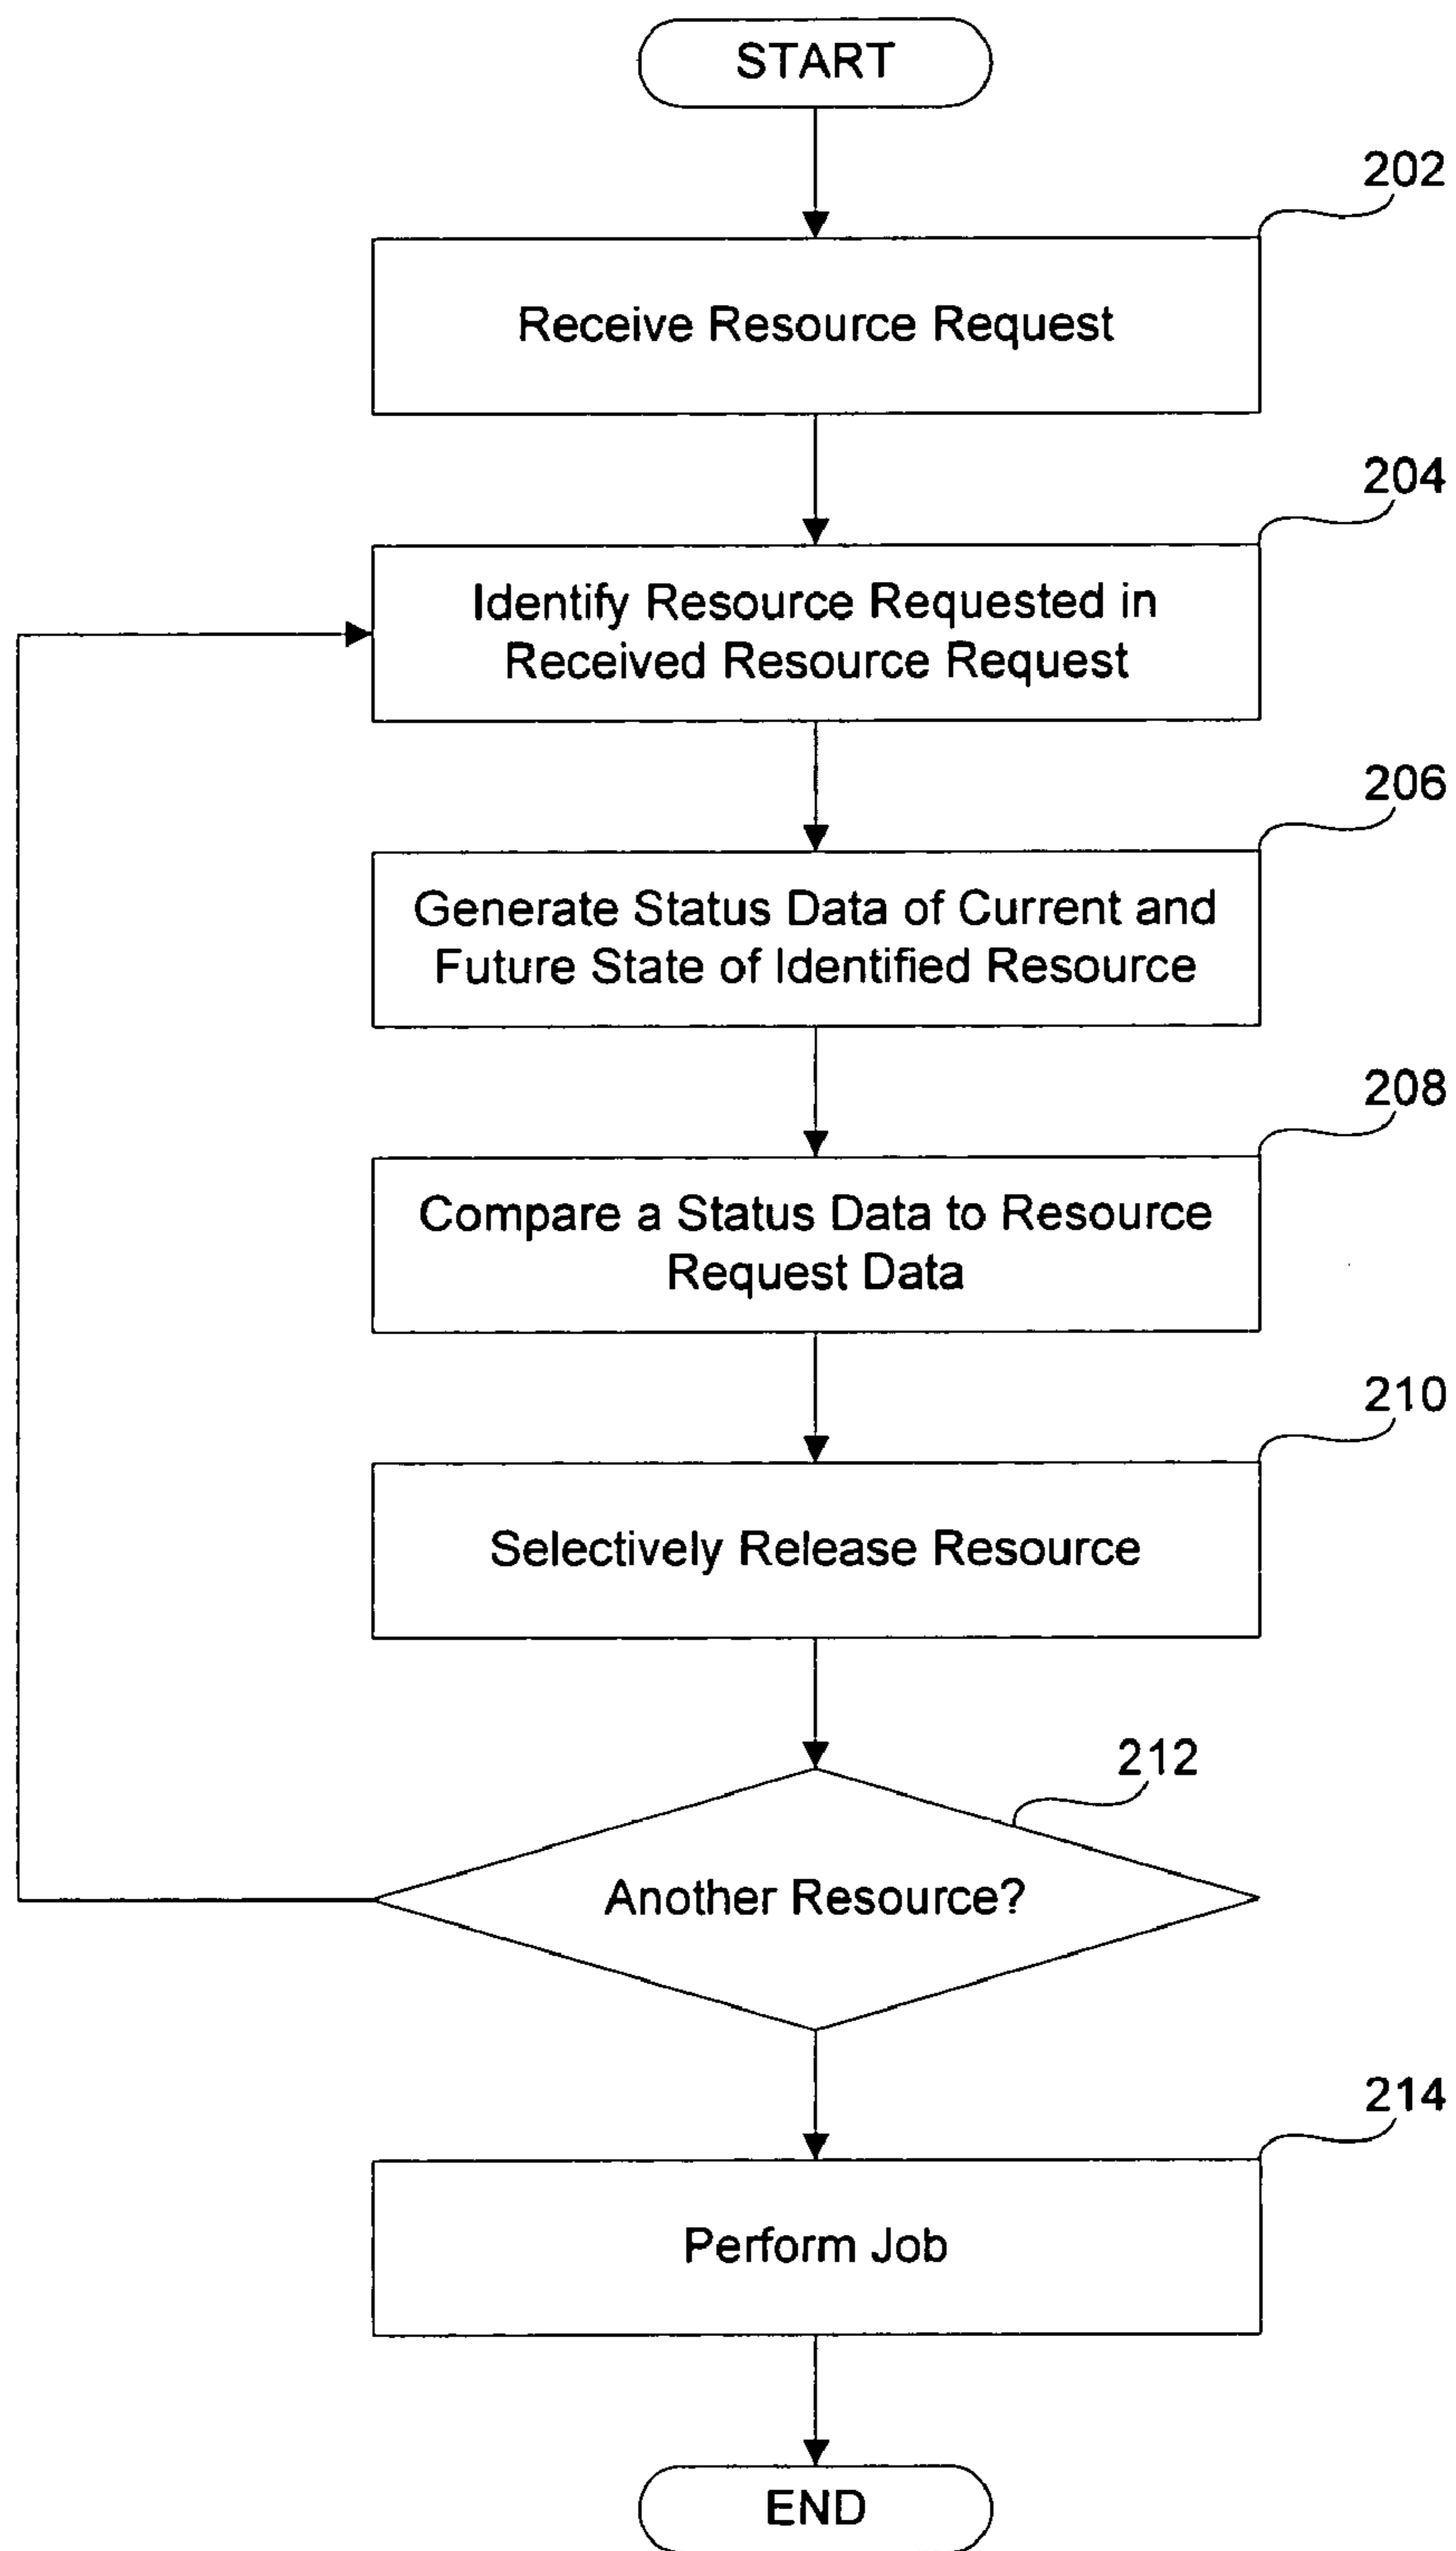 START
202
Receive Resource Request
204
Identify Resource Requested in
Received Resource Request
206
Generate Status Data of Current and
Future State of Identified Resource
208
Compare a Status Data to Resource
Request Data
210
Selectively Release Resource
212
Another Resource?
214
Perform Job
END